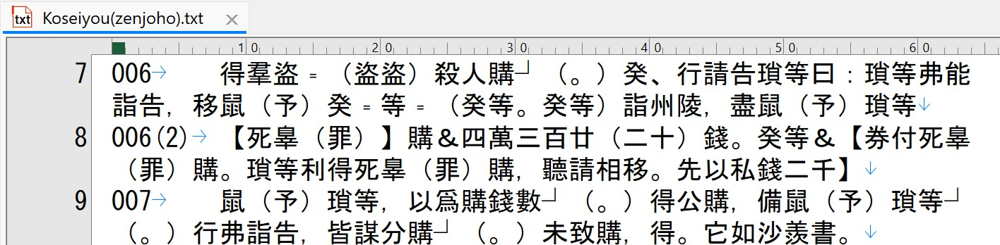 Koseiyou(zenjoho).txt
10 20 30 40 50 60
7 006→ 得羣盗﹦（盗盗）殺人購┘（。）癸、行請告瑣等曰：瑣等弗能
詣告，移鼠（予）癸﹦等﹦（癸等。癸等）詣州陵，盡鼠（予）瑣等↓
8 006(2)→ 【死辠（罪）】購＆四萬三百廿（二十）錢。癸等＆【券付死辠
（罪）購。瑣等利得死辠（罪）購，聽請相移。先以私錢二千】↓
9 007→ 鼠（予）瑣等，以爲購錢數┘（。）得公購，備鼠（予）瑣等┘
（。）行弗詣告，皆謀分購┘（。）未致購，得。它如沙羨書。↓